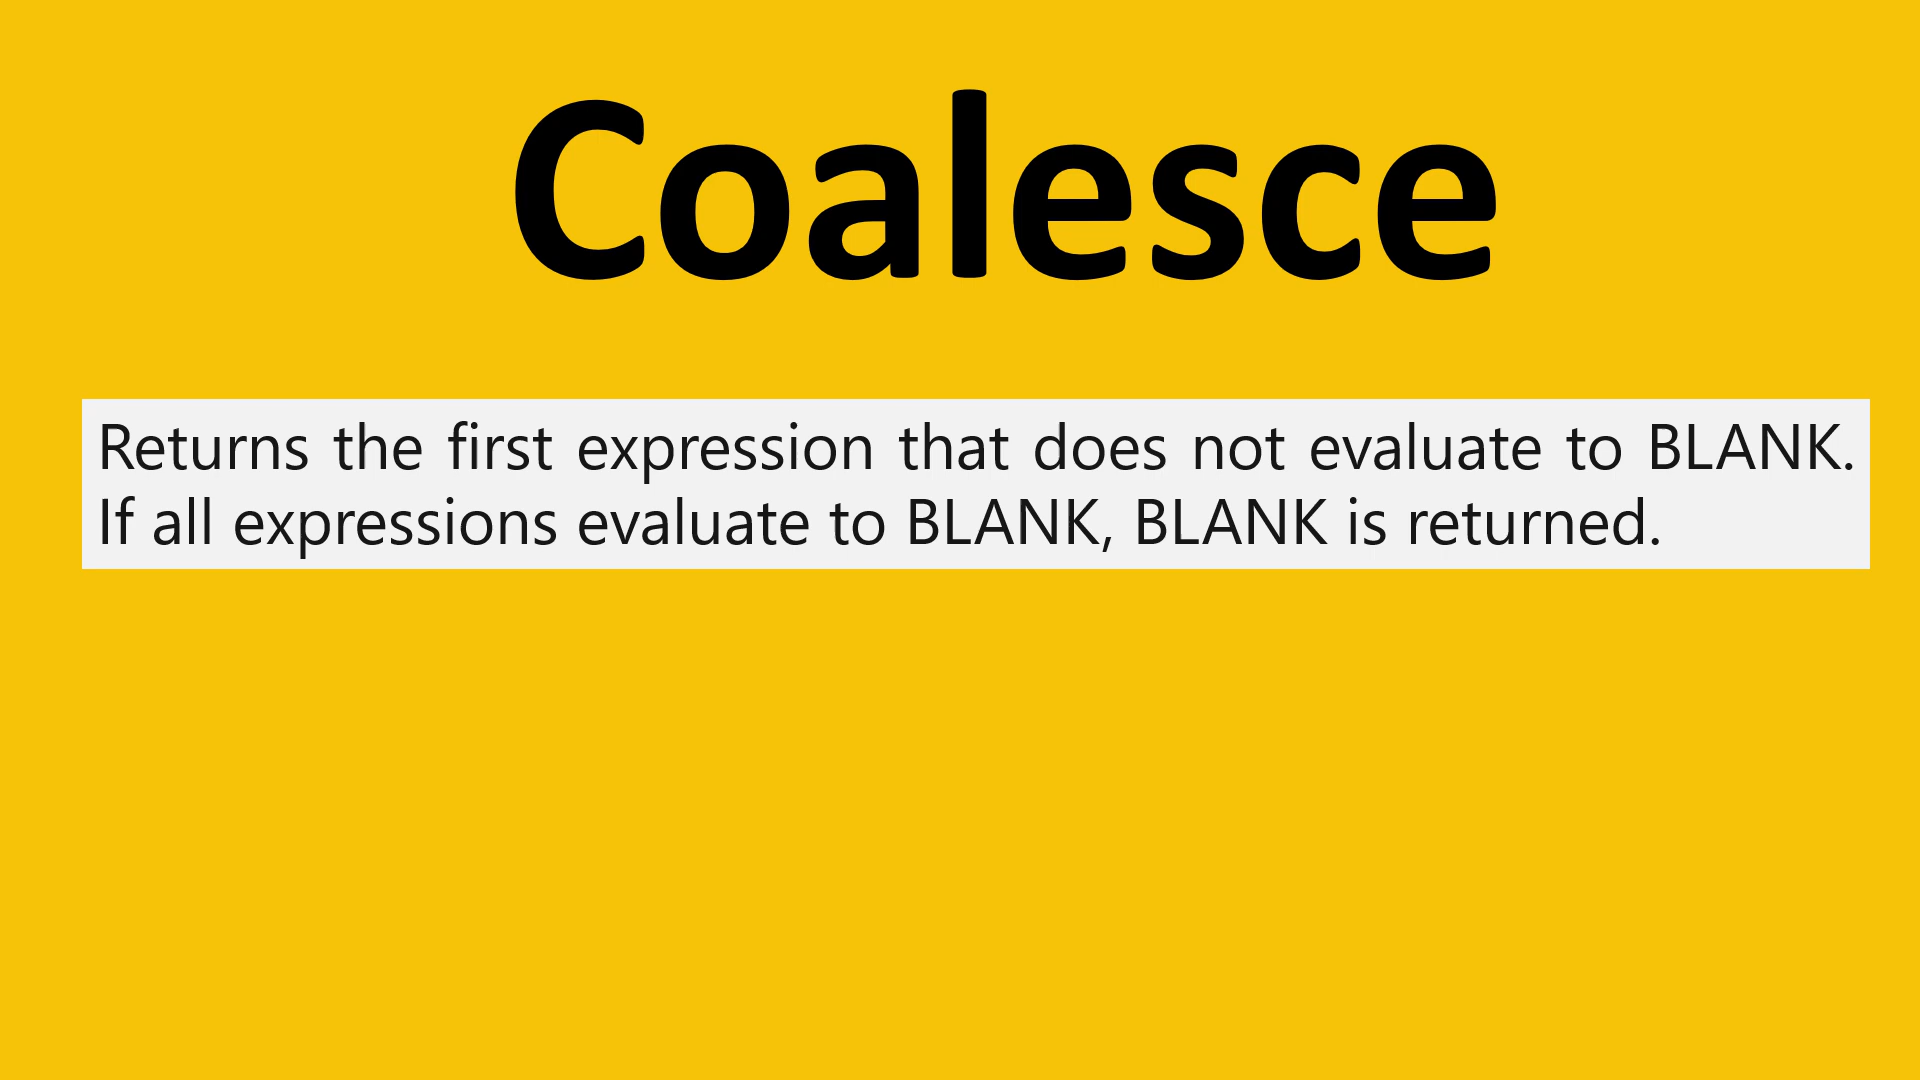 Coalesce
Returns the first expression that does not evaluate to BLANK.
If all expressions evaluate to BLANK, BLANK is returned.